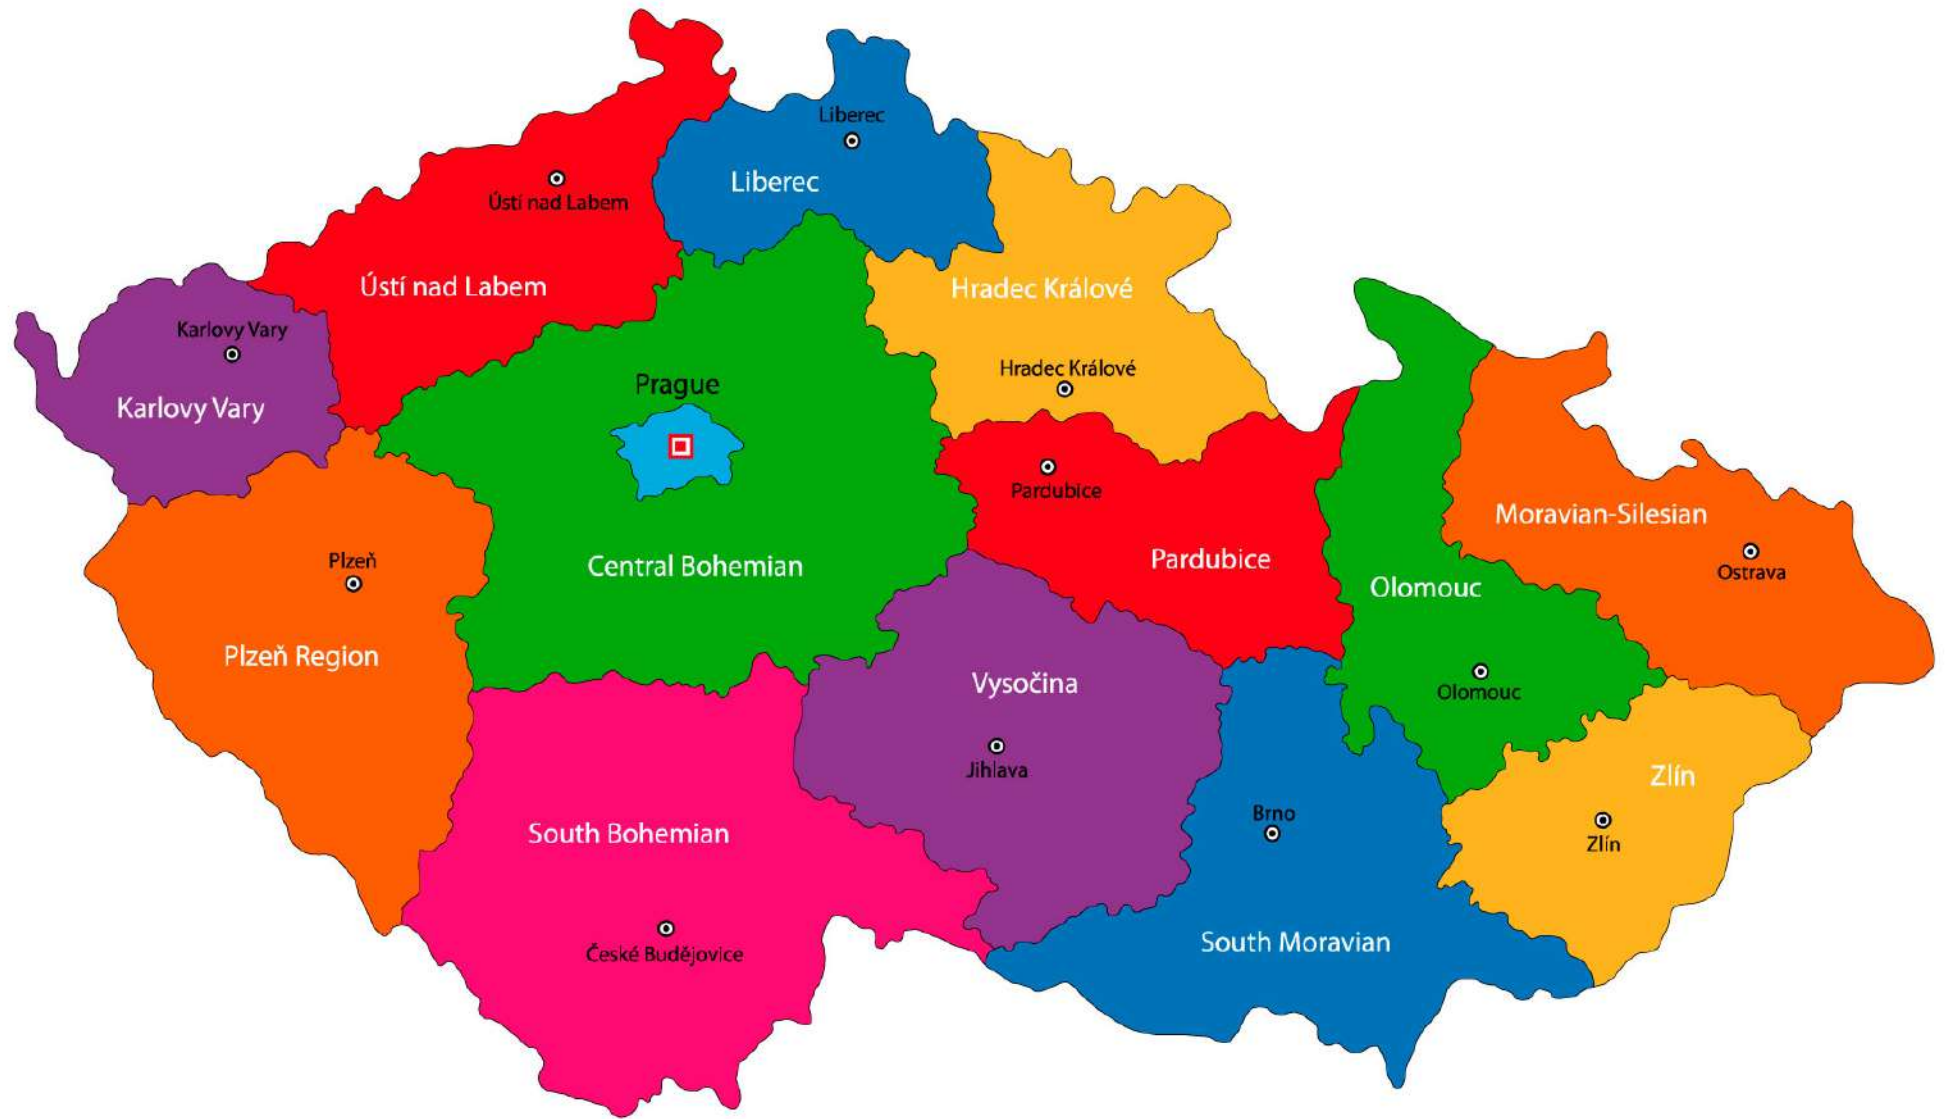 Liberec
Liberec
Ústí nad Labem
Ústí nad Labem
Hradec Králové
Karlovy Vary
Hradec Králové
Prague
Karlovy Vary
Pardubice
Moravian-Silesian
Plzeň
Pardubice
Central Bohemian
Ostrava
Olomouc
Plzeň Region
Vysočina
Olomouc
Jihlava
Zlín
Brno
South Bohemian
Zlín
South Moravian
České Budějovice